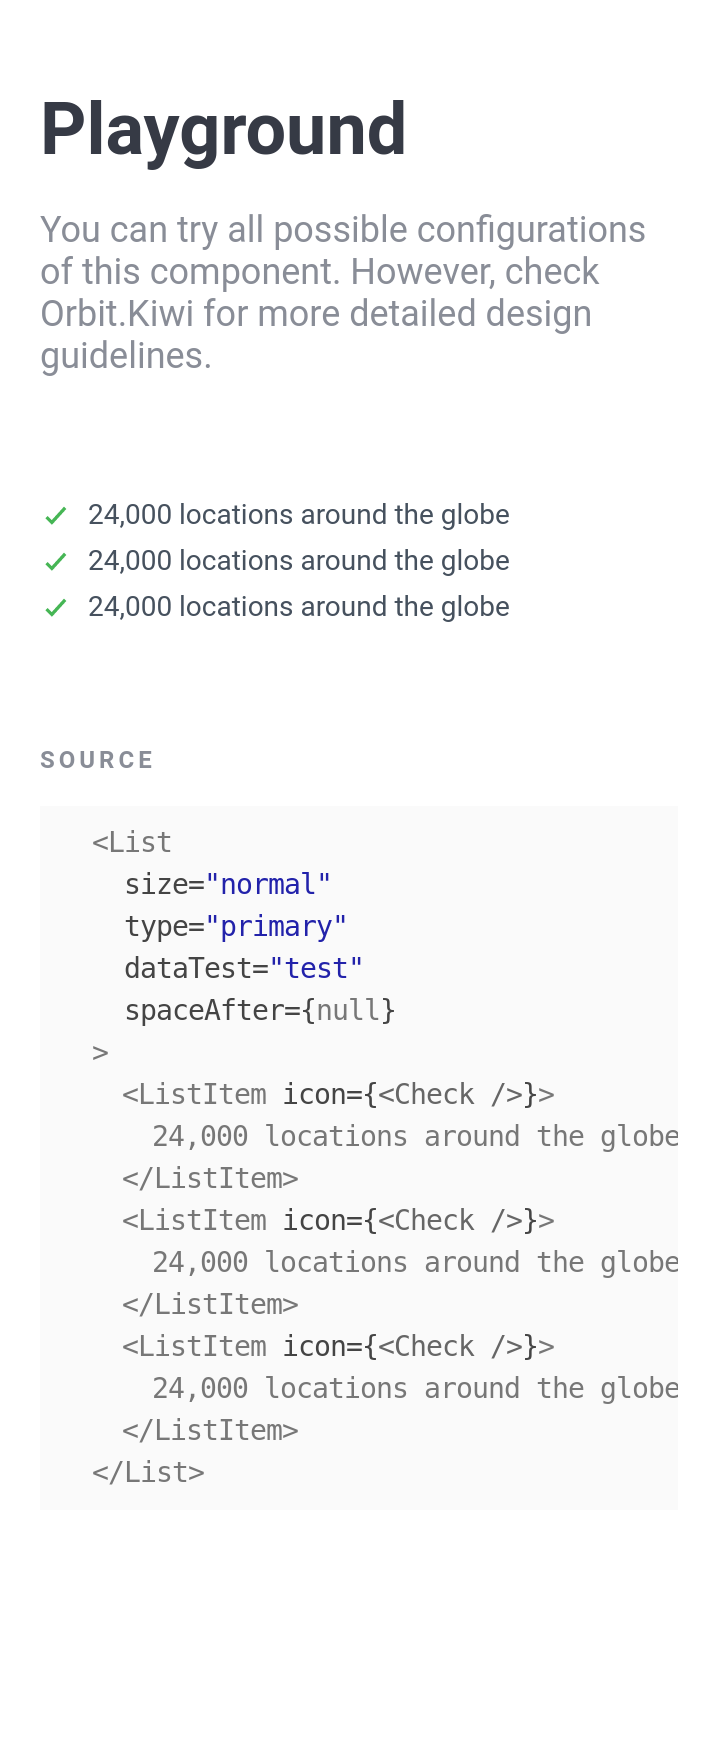 Playground
You can try all possible configurations
of this component. However, check
Orbit.Kiwi for more detailed design
guidelines.
24,000 locations around the globe
24,000 locations around the globe
24,000 locations around the globe
SOURCE
<List
  size="normal"
  type="primary"
  dataTest="test"
  spaceAfter={null}
>
  <ListItem icon={<Check />}>
    24,000 locations around the globe
  </ListItem>
  <ListItem icon={<Check />}>
    24,000 locations around the globe
  </ListItem>
  <ListItem icon={<Check />}>
    24,000 locations around the globe
  </ListItem>
</List>